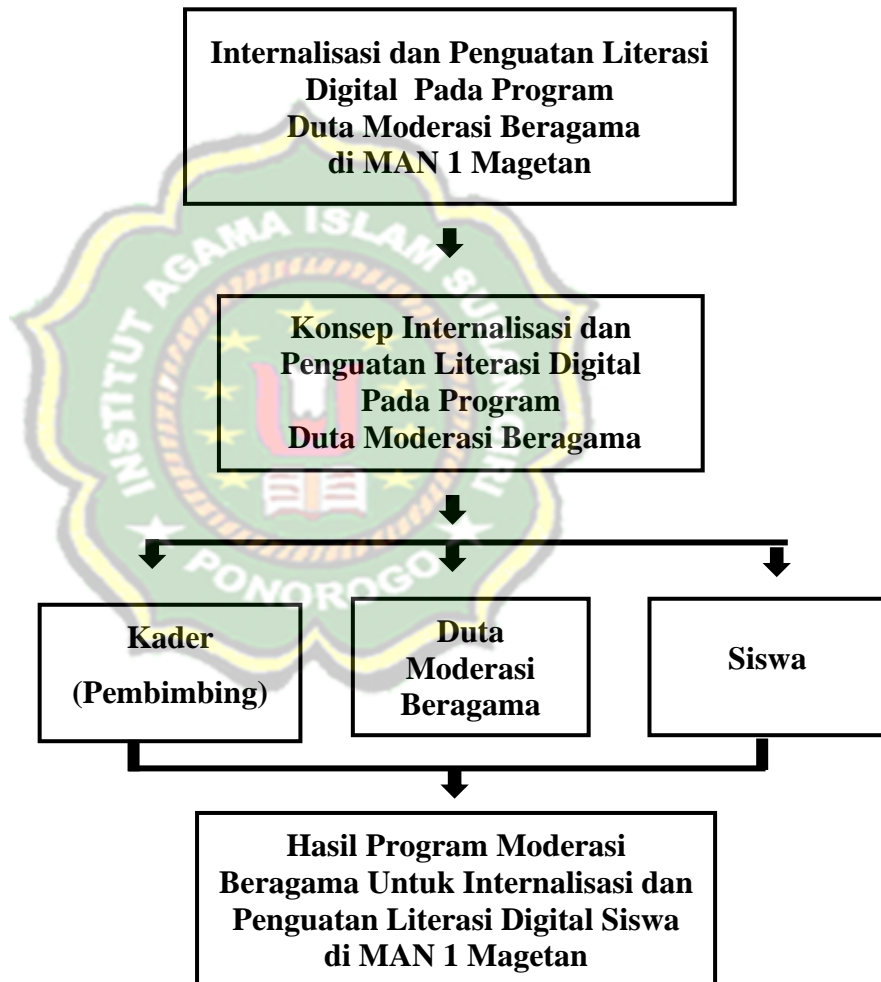 Internalisasi dan Penguatan Literasi
Digital Pada Program
Duta Moderasi Beragama
di MAN 1 Magetan
INSTITUT AGAMA ISLAM
NEGERI
PONOROGO
Konsep Internalisasi dan
Penguatan Literasi Digital
Pada Program
Duta Moderasi Beragama
Kader
(Pembimbing)
Duta
Moderasi
Beragama
Siswa
Hasil Program Moderasi
Beragama Untuk Internalisasi dan
Penguatan Literasi Digital Siswa
di MAN 1 Magetan